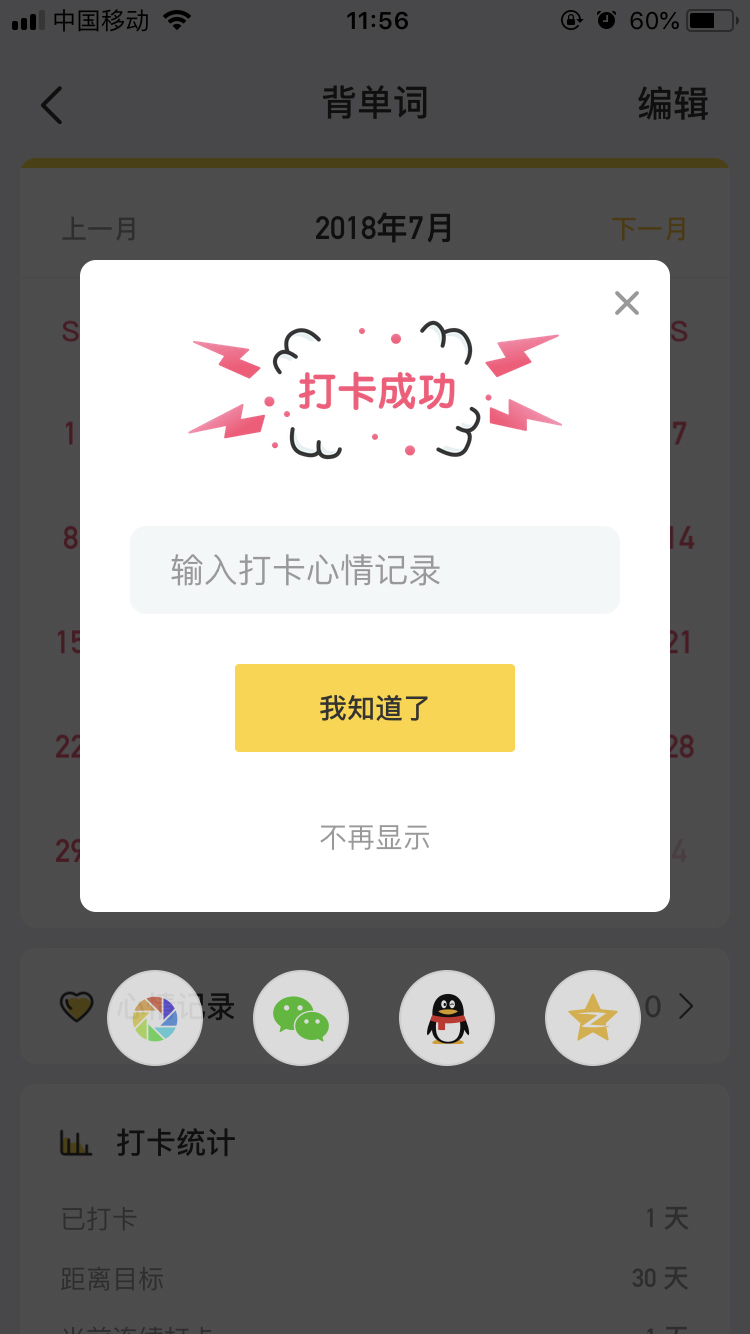 中国移动 11:56 60%
背单词 编辑
上一月 2018年7月 下一月
S S
打卡成功
1 7
8 14
输入打卡心情记录
15 21
我知道了
22 28
不再显示
29 4
心情记录 0
打卡统计
已打卡 1 天
距离目标 30 天
当前连续打卡 1 天